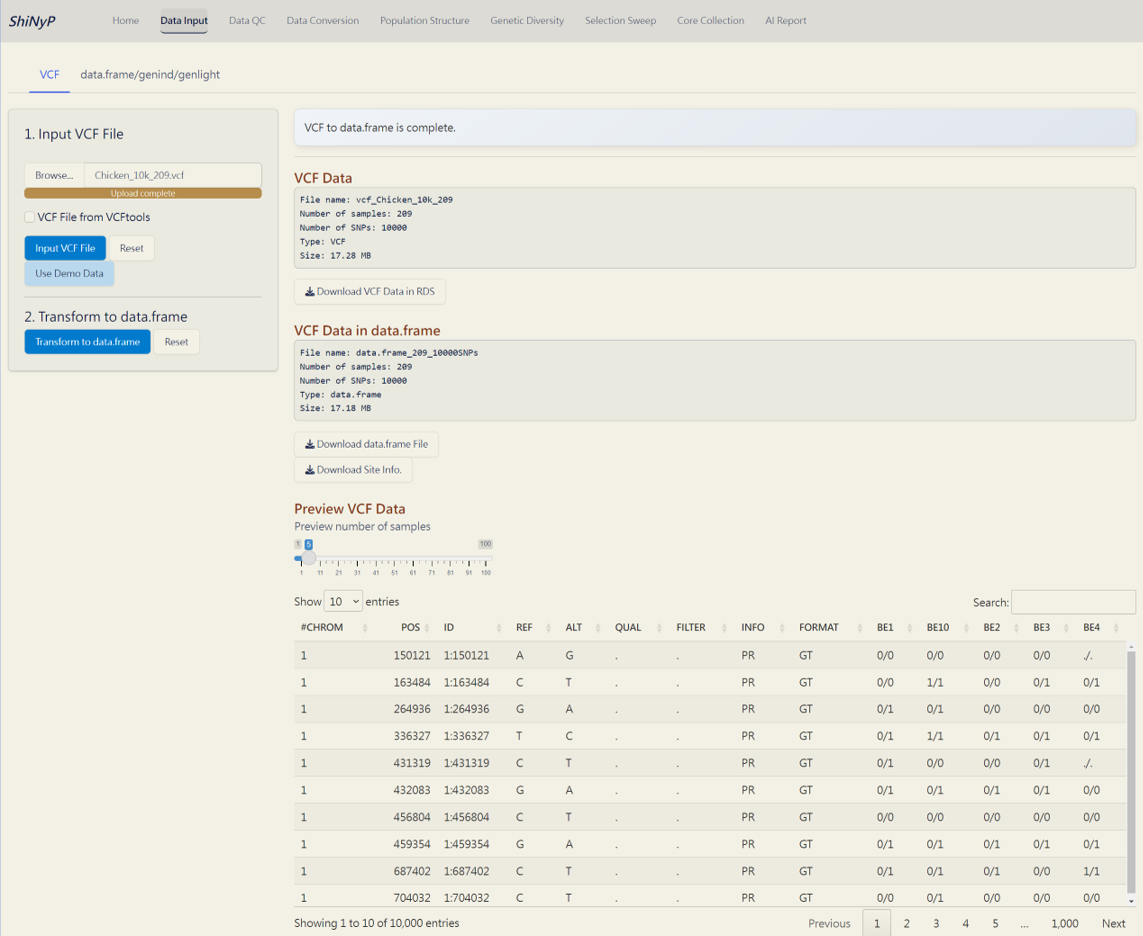 ShiNyP Home Data Input Data QC Data Conversion Population Structure Genetic Diversity Selection Sweep Core Collection AI Report
VCF data.frame/genind/genlight
1. Input VCF File
Browse... Chicken_10k_209.vcf
Upload complete
VCF File from VCFtools
Input VCF File Reset
Use Demo Data
2. Transform to data.frame
Transform to data.frame Reset
VCF to data.frame is complete.
VCF Data
File name: vcf_Chicken_10k_209
Number of samples: 209
Number of SNPs: 10000
Type: VCF
Size: 17.28 MB
Download VCF Data in RDS
VCF Data in data.frame
File name: data.frame_209_10000SNPs
Number of samples: 209
Number of SNPs: 10000
Type: data.frame
Size: 17.18 MB
Download data.frame File
Download Site Info.
Preview VCF Data
Preview number of samples
1 5 100
1 11 21 31 41 51 61 71 81 91 100
Show 10 entries Search:
#CHROM POS ID REF ALT QUAL FILTER INFO FORMAT BE1 BE10 BE2 BE3 BE4
1 150121 1:150121 A G . . PR GT 0/0 0/0 0/0 0/0 ./.
1 163484 1:163484 C T . . PR GT 0/0 1/1 0/0 0/1 0/1
1 264936 1:264936 G A . . PR GT 0/1 0/1 0/0 0/0 0/0
1 336327 1:336327 T C . . PR GT 0/1 1/1 0/1 0/1 0/1
1 431319 1:431319 C T . . PR GT 0/1 0/0 0/0 0/1 ./.
1 432083 1:432083 G A . . PR GT 0/1 0/1 0/1 0/1 0/0
1 456804 1:456804 C T . . PR GT 0/0 0/0 0/0 0/0 0/0
1 459354 1:459354 G A . . PR GT 0/1 0/1 0/1 0/1 0/1
1 687402 1:687402 C T . . PR GT 0/1 0/1 0/1 0/0 1/1
1 704032 1:704032 C T . . PR GT 0/0 0/1 0/0 0/0 0/0
Showing 1 to 10 of 10,000 entries Previous 1 2 3 4 5 ... 1,000 Next